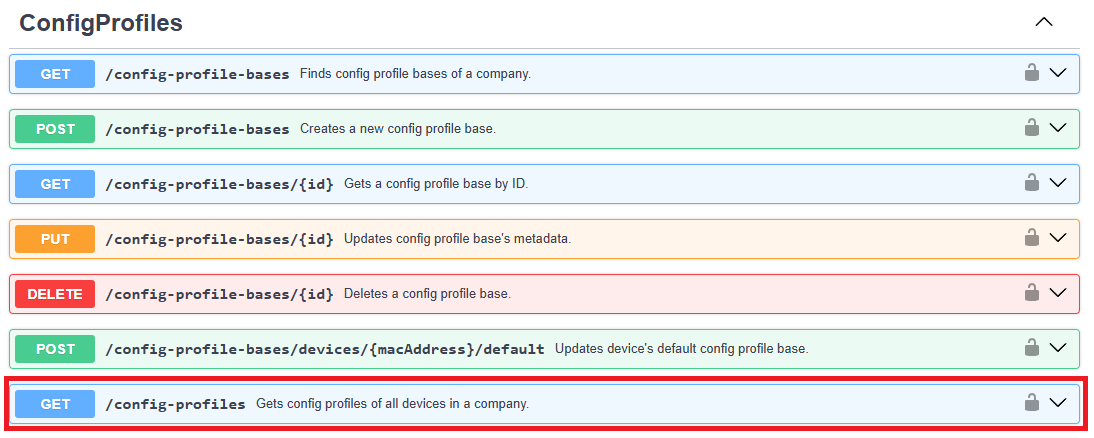 ConfigProfiles
GET /config-profile-bases Finds config profile bases of a company.
POST /config-profile-bases Creates a new config profile base.
GET /config-profile-bases/{id} Gets a config profile base by ID.
PUT /config-profile-bases/{id} Updates config profile base's metadata.
DELETE /config-profile-bases/{id} Deletes a config profile base.
POST /config-profile-bases/devices/{macAddress}/default Updates device's default config profile base.
GET /config-profiles Gets config profiles of all devices in a company.